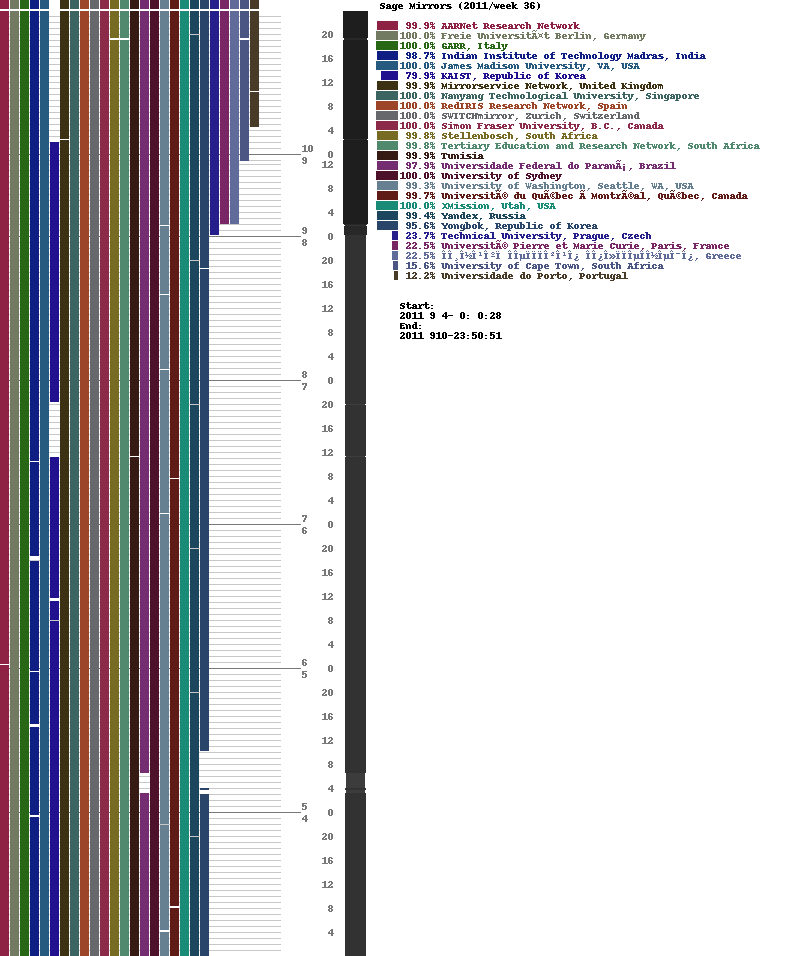 Sage Mirrors (2011/week 36)
99.9% AARNet Research Network
100.0% Freie UniversitÃ¤t Berlin, Germany
100.0% GARR, Italy
98.7% Indian Institute of Technology Madras, India
100.0% James Madison University, VA, USA
79.9% KAIST, Republic of Korea
99.9% Mirrorservice Network, United Kingdom
100.0% Nanyang Technological University, Singapore
100.0% RedIRIS Research Network, Spain
100.0% SWITCHmirror, Zurich, Switzerland
100.0% Simon Fraser University, B.C., Canada
99.8% Stellenbosch, South Africa
99.8% Tertiary Education and Research Network, South Africa
99.9% Tunisia
97.9% Universidade Federal do ParanÃ¡, Brazil
100.0% University of Sydney
99.3% University of Washington, Seattle, WA, USA
99.7% UniversitÃ© du QuÃ©bec Ã MontrÃ©al, QuÃ©bec, Canada
100.0% XMission, Utah, USA
99.4% Yandex, Russia
95.6% Yongbok, Republic of Korea
23.7% Technical University, Prague, Czech
22.5% UniversitÃ© Pierre et Marie Curie, Paris, France
22.5% Greece
15.6% University of Cape Town, South Africa
12.2% Universidade do Porto, Portugal
Start:
2011 9 4- 0: 0:28
End:
2011 910-23:50:51
20
16
12
8
4
10
0
9
12
8
4
9
0
8
20
16
12
8
4
8
0
7
20
16
12
8
4
7
0
6
20
16
12
8
4
6
0
5
20
16
12
8
4
5
0
4
20
16
12
8
4